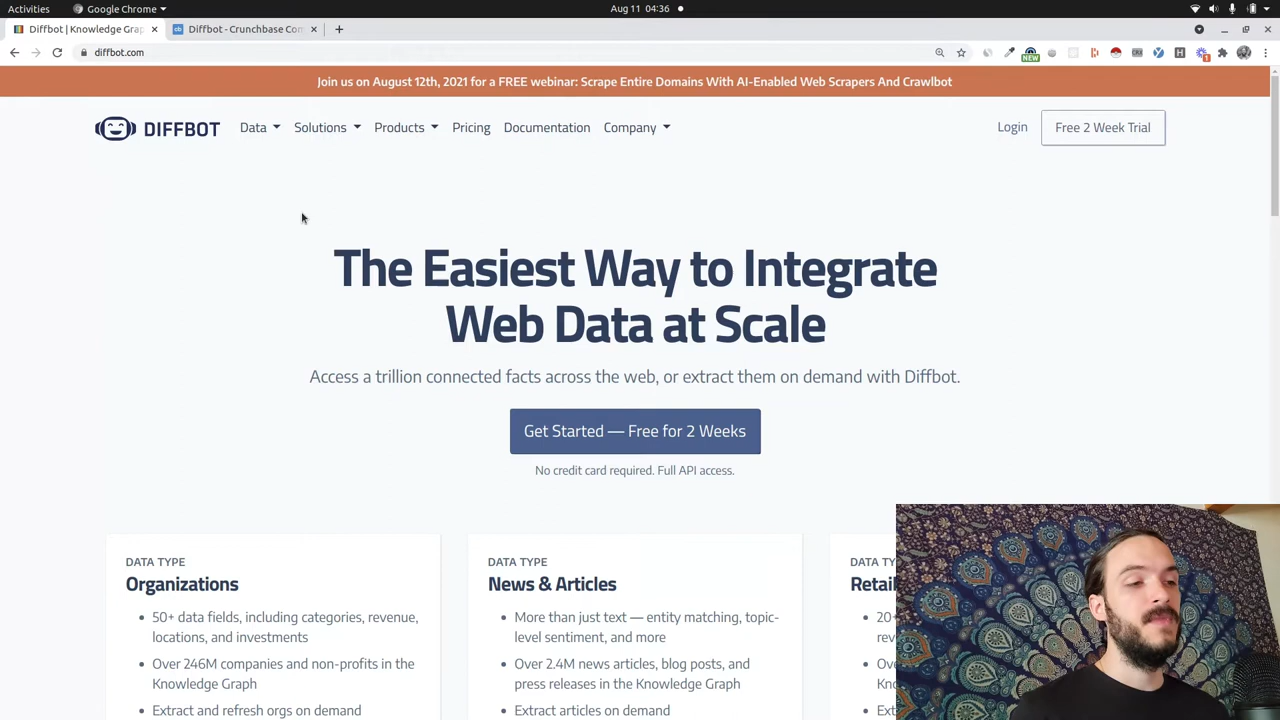 Activities
Google Chrome
Aug 11 04:36
Diffbot | Knowledge Grap
Diffbot - Crunchbase Com
diffbot.com
NEW
1
Join us on August 12th, 2021 for a FREE webinar: Scrape Entire Domains With AI-Enabled Web Scrapers And Crawlbot
DIFFBOT
Data
Solutions
Products
Pricing
Documentation
Company
Login
Free 2 Week Trial
The Easiest Way to Integrate
Web Data at Scale
Access a trillion connected facts across the web, or extract them on demand with Diffbot.
Get Started — Free for 2 Weeks
No credit card required. Full API access.
DATA TYPE
Organizations
• 50+ data fields, including categories, revenue,
locations, and investments
• Over 246M companies and non-profits in the
Knowledge Graph
• Extract and refresh orgs on demand
DATA TYPE
News & Articles
• More than just text — entity matching, topic-
level sentiment, and more
• Over 2.4M news articles, blog posts, and
press releases in the Knowledge Graph
• Extract articles on demand
DATA TY
Retai
• 20+
rev
• Ove
Kno
• Ext